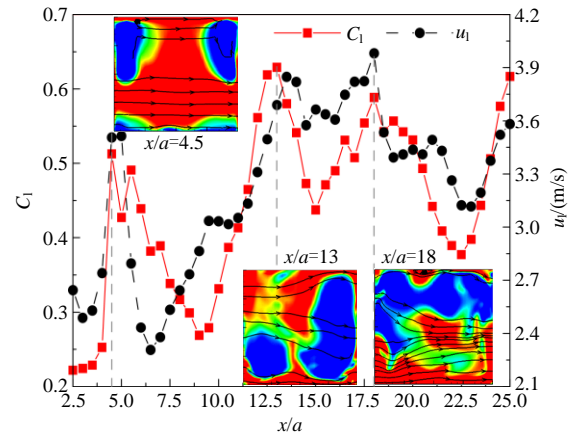 0.7
0.6
0.5
0.4
0.3
0.2
C₁
4.2
3.9
3.6
3.3
3.0
2.7
2.4
2.1
u₁/(m/s)
C₁ u₁
x/a=4.5
x/a=13
x/a=18
2.5 5.0 7.5 10.0 12.5 15.0 17.5 20.0 22.5 25.0
x/a